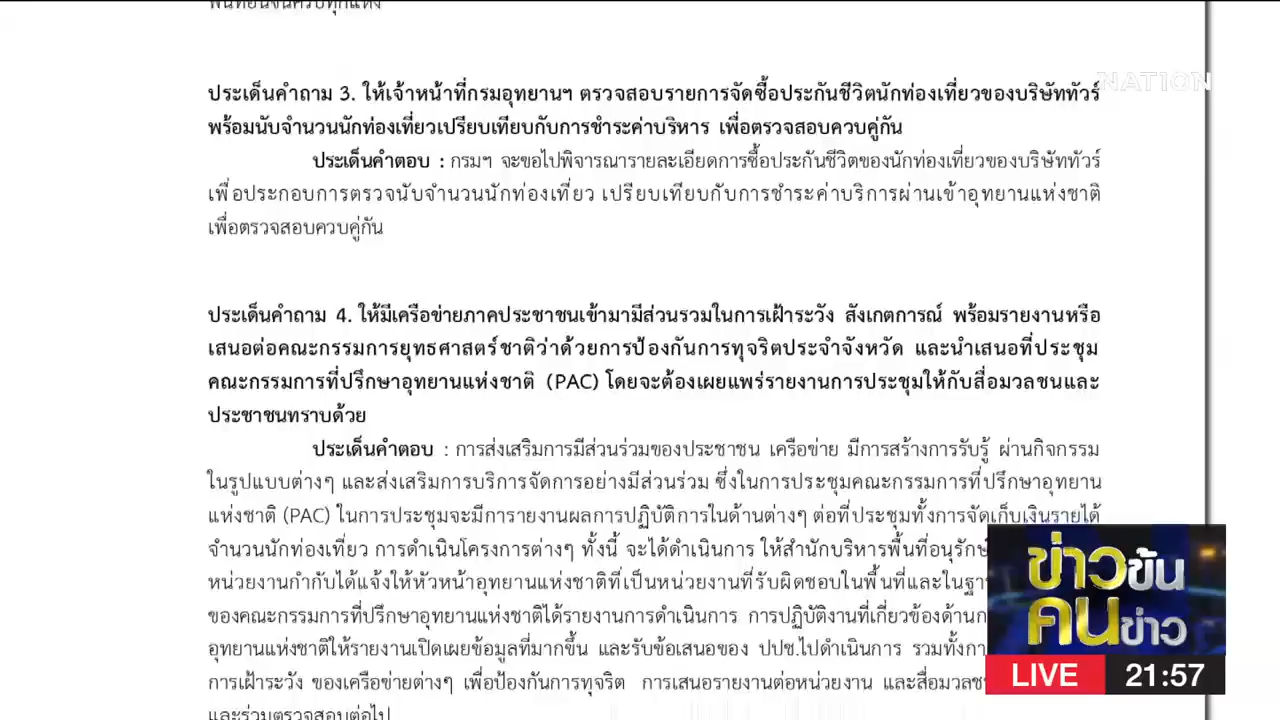 พื้นที่อื่นชันควบทุกแห่ง
NATION
ประเด็นคำถาม 3. ให้เจ้าหน้าที่กรมอุทยานฯ ตรวจสอบรายการจัดซื้อประกันชีวิตนักท่องเที่ยวของบริษัททัวร์
พร้อมนับจำนวนนักท่องเที่ยวเปรียบเทียบกับการชำระค่าบริหาร เพื่อตรวจสอบควบคู่กัน
ประเด็นคำตอบ : กรมฯ จะขอไปพิจารณารายละเอียดการซื้อประกันชีวิตของนักท่องเที่ยวของบริษัททัวร์
เพื่อประกอบการตรวจนับจำนวนนักท่องเที่ยว เปรียบเทียบกับการชำระค่าบริการผ่านเข้าอุทยานแห่งชาติ
เพื่อตรวจสอบควบคู่กัน
ประเด็นคำถาม 4. ให้มีเครือข่ายภาคประชาชนเข้ามามีส่วนรวมในการเฝ้าระวัง สังเกตการณ์ พร้อมรายงานหรือ
เสนอต่อคณะกรรมการยุทธศาสตร์ชาติว่าด้วยการป้องกันการทุจริตประจำจังหวัด และนำเสนอที่ประชุม
คณะกรรมการที่ปรึกษาอุทยานแห่งชาติ (PAC) โดยจะต้องเผยแพร่รายงานการประชุมให้กับสื่อมวลชนและ
ประชาชนทราบด้วย
ประเด็นคำตอบ : การส่งเสริมการมีส่วนร่วมของประชาชน เครือข่าย มีการสร้างการรับรู้ ผ่านกิจกรรม
ในรูปแบบต่างๆ และส่งเสริมการบริการจัดการอย่างมีส่วนร่วม ซึ่งในการประชุมคณะกรรมการที่ปรึกษาอุทยาน
แห่งชาติ (PAC) ในการประชุมจะมีการายงานผลการปฏิบัติการในด้านต่างๆ ต่อที่ประชุมทั้งการจัดเก็บเงินรายได้
จำนวนนักท่องเที่ยว การดำเนินโครงการต่างๆ ทั้งนี้ จะได้ดำเนินการ ให้สำนักบริหารพื้นที่อนุรักษ์
หน่วยงานกำกับได้แจ้งให้หัวหน้าอุทยานแห่งชาติที่เป็นหน่วยงานที่รับผิดชอบในพื้นที่และในฐาน
ของคณะกรรมการที่ปรึกษาอุทยานแห่งชาติได้รายงานการดำเนินการ การปฏิบัติงานที่เกี่ยวข้องด้านก
อุทยานแห่งชาติให้รายงานเปิดเผยข้อมูลที่มากขึ้น และรับข้อเสนอของ ปปช.ไปดำเนินการ รวมทั้งกา
การเฝ้าระวัง ของเครือข่ายต่างๆ เพื่อป้องกันการทุจริต การเสนอรายงานต่อหน่วยงาน และสื่อมวลช
และร่วมตรวจสอบต่อไป
ข่าวข้น
คนข่าว
LIVE 21:57